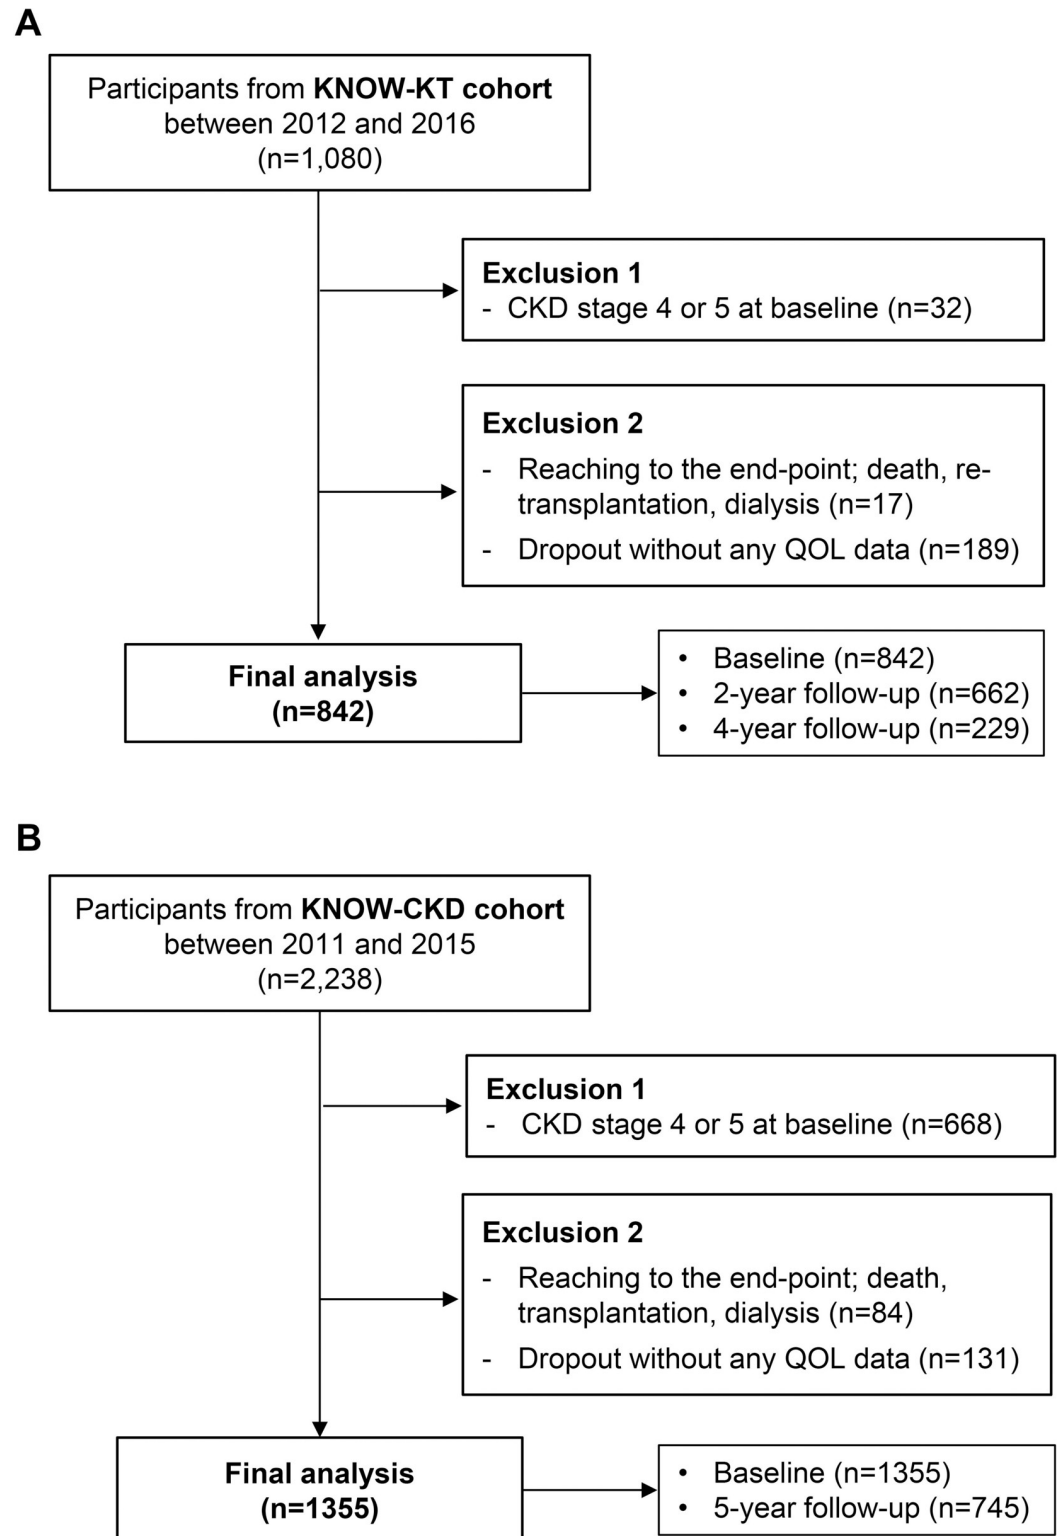 A
Participants from KNOW-KT cohort
between 2012 and 2016
(n=1,080)
Exclusion 1
- CKD stage 4 or 5 at baseline (n=32)
Exclusion 2
- Reaching to the end-point; death, re-
transplantation, dialysis (n=17)
- Dropout without any QOL data (n=189)
Final analysis
(n=842)
• Baseline (n=842)
• 2-year follow-up (n=662)
• 4-year follow-up (n=229)
B
Participants from KNOW-CKD cohort
between 2011 and 2015
(n=2,238)
Exclusion 1
- CKD stage 4 or 5 at baseline (n=668)
Exclusion 2
- Reaching to the end-point; death,
transplantation, dialysis (n=84)
- Dropout without any QOL data (n=131)
Final analysis
(n=1355)
• Baseline (n=1355)
• 5-year follow-up (n=745)